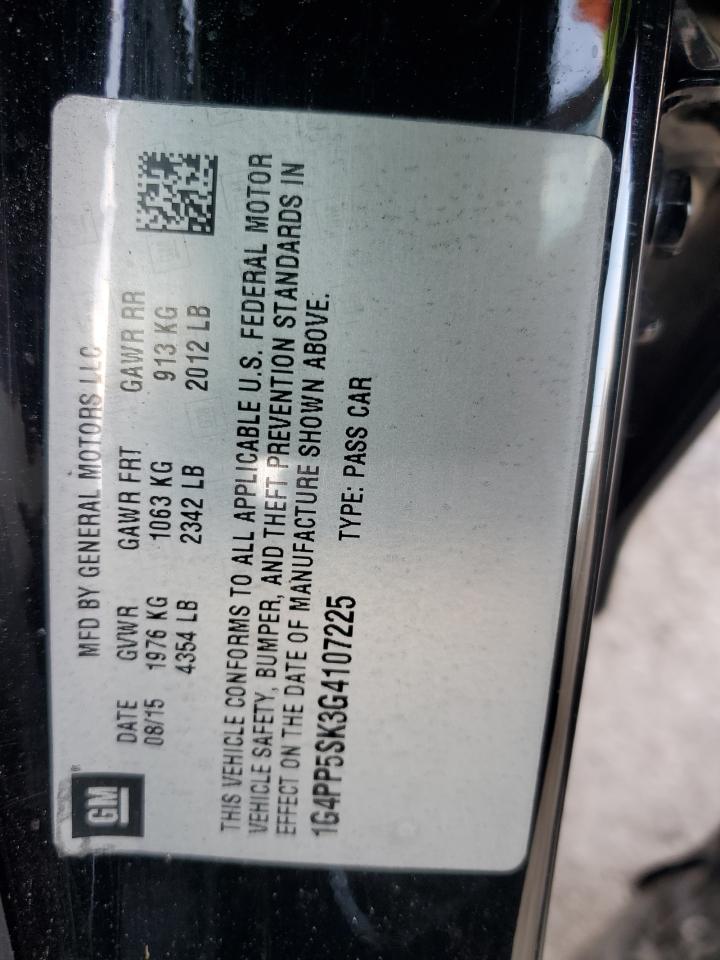 GM®
MFD BY GENERAL MOTORS LLC
DATE GVWR GAWR FRT GAWR RR
08/15 1976 KG 1063 KG 913 KG
4354 LB 2342 LB 2012 LB
THIS VEHICLE CONFORMS TO ALL APPLICABLE U.S. FEDERAL MOTOR
VEHICLE SAFETY, BUMPER, AND THEFT PREVENTION STANDARDS IN
EFFECT ON THE DATE OF MANUFACTURE SHOWN ABOVE.
1G4PP5SK3G4107225 TYPE: PASS CAR